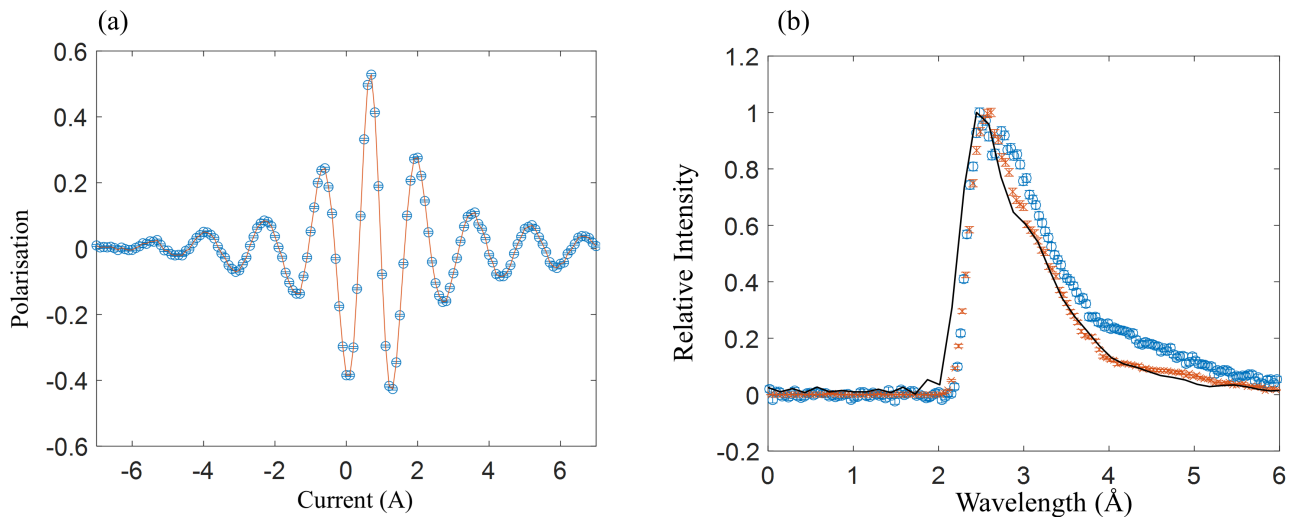 (a)
0.6
0.4
0.2
0
-0.2
-0.4
-0.6
-6 -4 -2 0 2 4 6
Current (A)
Polarisation
(b)
1.2
1
0.8
0.6
0.4
0.2
0
-0.2
0 1 2 3 4 5 6
Wavelength (Å)
Relative Intensity